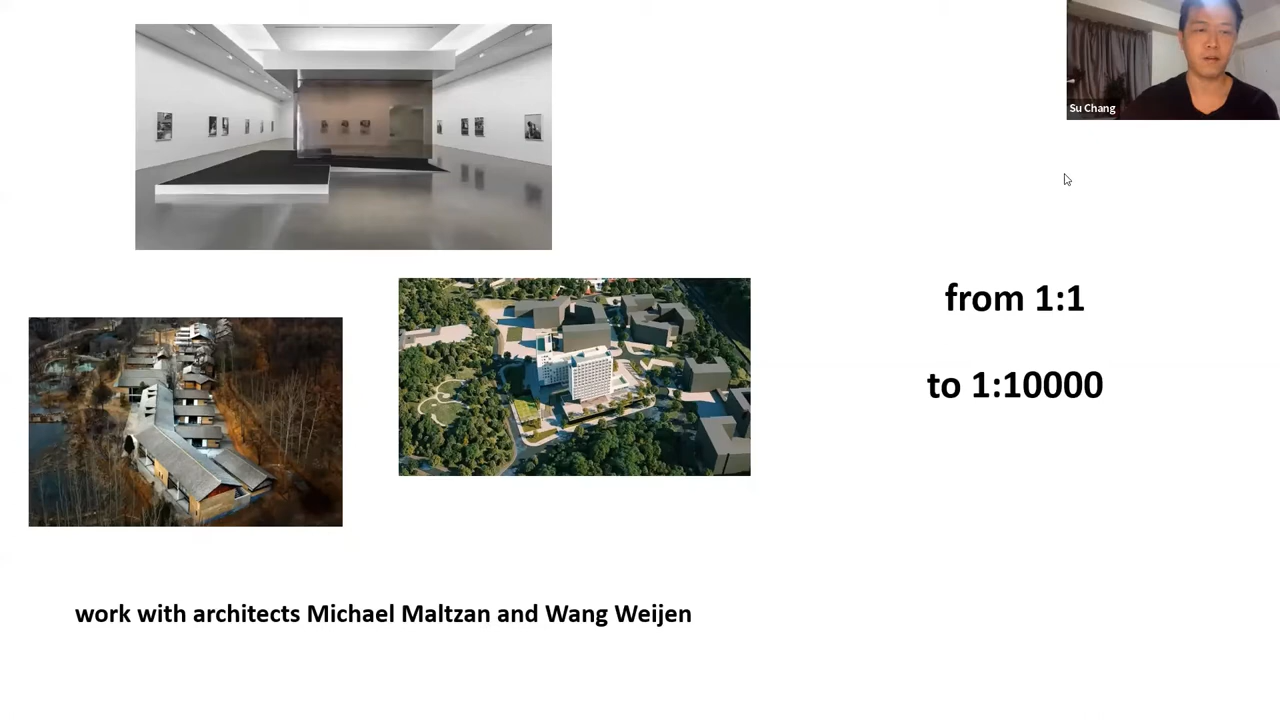 Su Chang
from 1:1
to 1:10000
work with architects Michael Maltzan and Wang Weijen